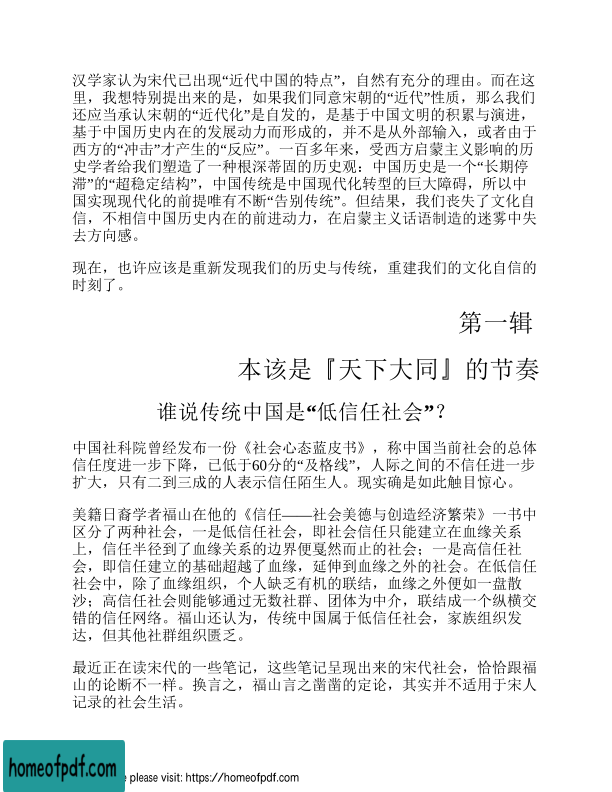 汉学家认为宋代已出现“近代中国的特点”，自然有充分的理由。而在这
里，我想特别提出来的是，如果我们同意宋朝的“近代”性质，那么我们
还应当承认宋朝的“近代化”是自发的，是基于中国文明的积累与演进，
基于中国历史内在的发展动力而形成的，并不是从外部输入，或者由于
西方的“冲击”才产生的“反应”。一百多年来，受西方启蒙主义影响的历
史学者给我们塑造了一种根深蒂固的历史观：中国历史是一个“长期停
滞”的“超稳定结构”，中国传统是中国现代化转型的巨大障碍，所以中
国实现现代化的前提唯有不断“告别传统”。但结果，我们丧失了文化自
信，不相信中国历史内在的前进动力，在启蒙主义话语制造的迷雾中失
去方向感。
现在，也许应该是重新发现我们的历史与传统，重建我们的文化自信的
时刻了。
第一辑
本该是『天下大同』的节奏
谁说传统中国是“低信任社会”？
中国社科院曾经发布一份《社会心态蓝皮书》，称中国当前社会的总体
信任度进一步下降，已低于60分的“及格线”，人际之间的不信任进一步
扩大，只有二到三成的人表示信任陌生人。现实确是如此触目惊心。
美籍日裔学者福山在他的《信任——社会美德与创造经济繁荣》一书中
区分了两种社会，一是低信任社会，即社会信任只能建立在血缘关系
上，信任半径到了血缘关系的边界便戛然而止的社会；一是高信任社
会，即信任建立的基础超越了血缘，延伸到血缘之外的社会。在低信任
社会中，除了血缘组织，个人缺乏有机的联结，血缘之外便如一盘散
沙；高信任社会则能够通过无数社群、团体为中介，联结成一个纵横交
错的信任网络。福山还认为，传统中国属于低信任社会，家族组织发
达，但其他社群组织匮乏。
最近正在读宋代的一些笔记，这些笔记呈现出来的宋代社会，恰恰跟福
山的论断不一样。换言之，福山言之凿凿的定论，其实并不适用于宋人
记录的社会生活。
homeofpdf.com
e please visit: https://homeofpdf.com